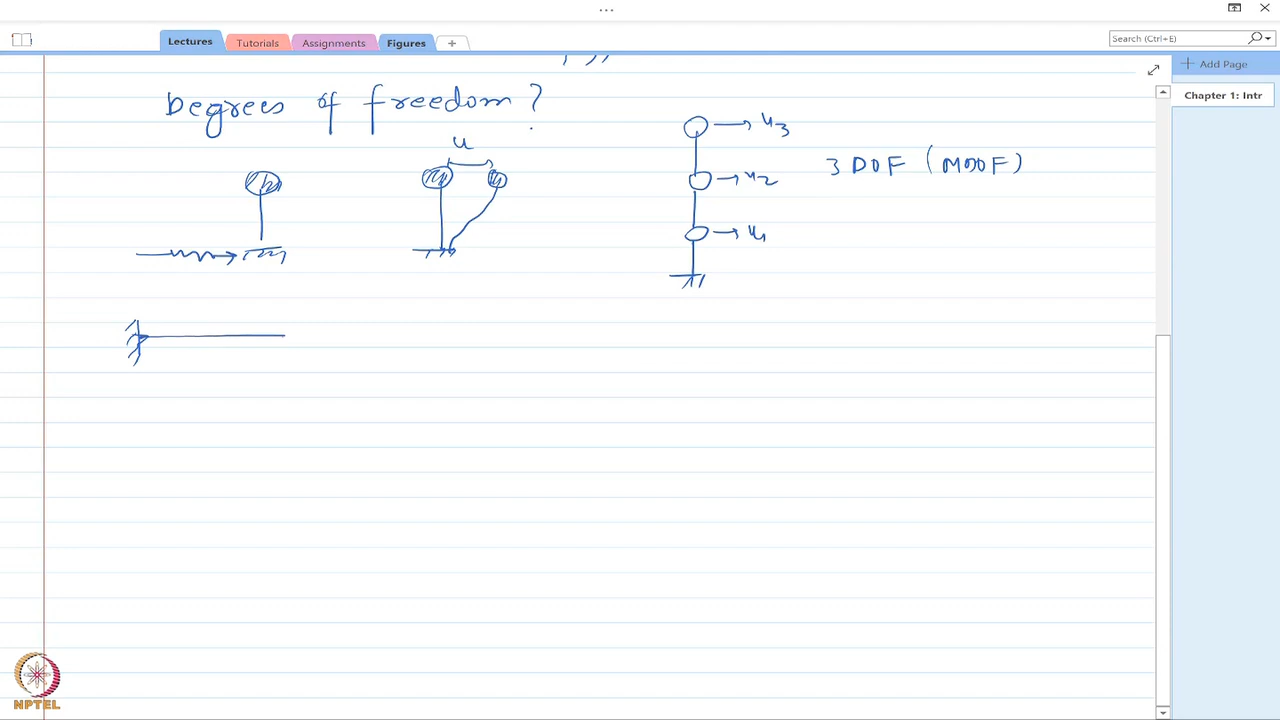 Lectures
Tutorials
Assignments
Figures
Search (Ctrl+E)
Add Page
Chapter 1: Intr
Degrees of freedom ?
u
u3
u2
u1
3 DOF (MDOF)
NPTEL